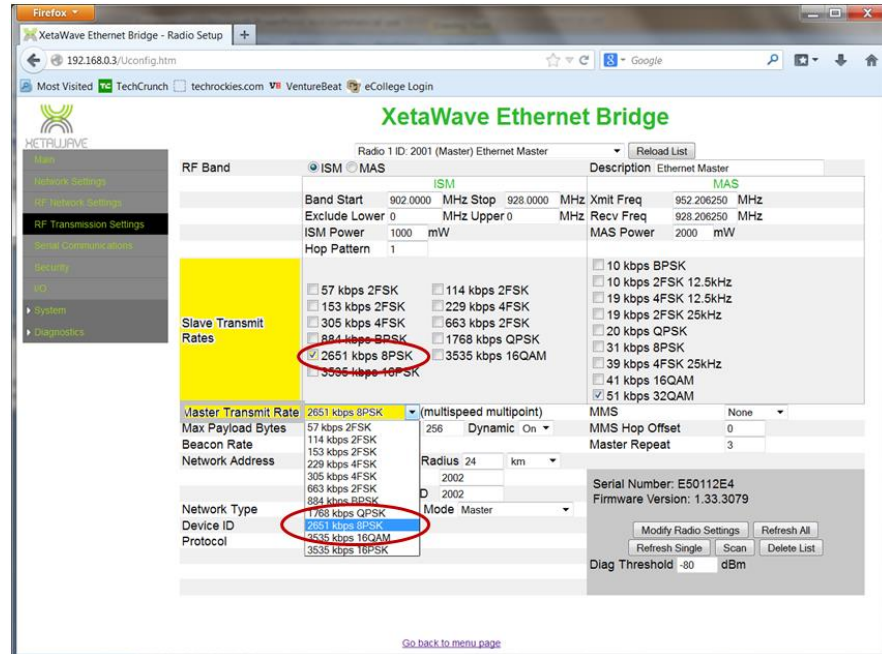 Firefox
XetaWave Ethernet Bridge - Radio Setup +
192.168.0.3/Uconfig.htm
Google
Most Visited TC TechCrunch techrockies.com VB VentureBeat eCollege Login
XETAWAVE
XetaWave Ethernet Bridge
Radio 1 ID: 2001 (Master) Ethernet Master Reload List
Main
Network Settings
RF Network Settings
RF Transmission Settings
Serial Communications
Security
I/O
System
Diagnostics
RF Band ISM MAS Description Ethernet Master
ISM MAS
Band Start 902.0000 MHz Stop 928.0000 MHz Xmit Freq 952.206250 MHz
Exclude Lower 0 MHz Upper 0 MHz Recv Freq 928.206250 MHz
ISM Power 1000 mW MAS Power 2000 mW
Hop Pattern 1
Slave Transmit Rates
57 kbps 2FSK 114 kbps 2FSK
153 kbps 2FSK 229 kbps 4FSK
305 kbps 4FSK 663 kbps 2FSK
884 kbps BPSK 1768 kbps QPSK
2651 kbps 8PSK 3535 kbps 16QAM
3535 kbps 16PSK
10 kbps BPSK
10 kbps 2FSK 12.5kHz
19 kbps 4FSK 12.5kHz
19 kbps 2FSK 25kHz
20 kbps QPSK
31 kbps 8PSK
39 kbps 4FSK 25kHz
41 kbps 16QAM
51 kbps 32QAM
Master Transmit Rate 2651 kbps 8PSK (multispeed multipoint) MMS None
Max Payload Bytes 256 Dynamic On MMS Hop Offset 0
Beacon Rate Master Repeat 3
Network Address Radius 24 km
2002
D 2002
Network Type Mode Master
Device ID
Protocol
57 kbps 2FSK
114 kbps 2FSK
153 kbps 2FSK
229 kbps 4FSK
305 kbps 4FSK
663 kbps 2FSK
884 kbps BPSK
1768 kbps QPSK
2651 kbps 8PSK
3535 kbps 16QAM
3535 kbps 16PSK
Serial Number: E50112E4
Firmware Version: 1.33.3079
Modify Radio Settings Refresh All
Refresh Single Scan Delete List
Diag Threshold -80 dBm
Go back to menu page